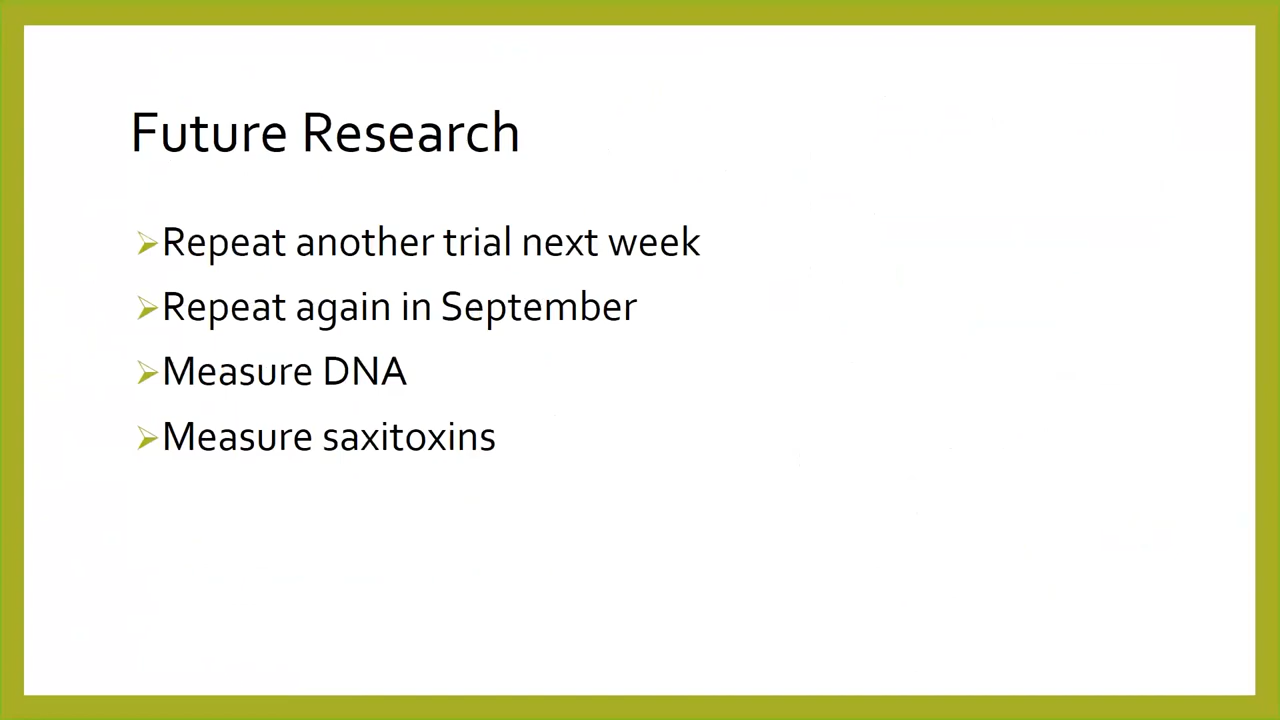 Future Research
Repeat another trial next week
Repeat again in September
Measure DNA
Measure saxitoxins